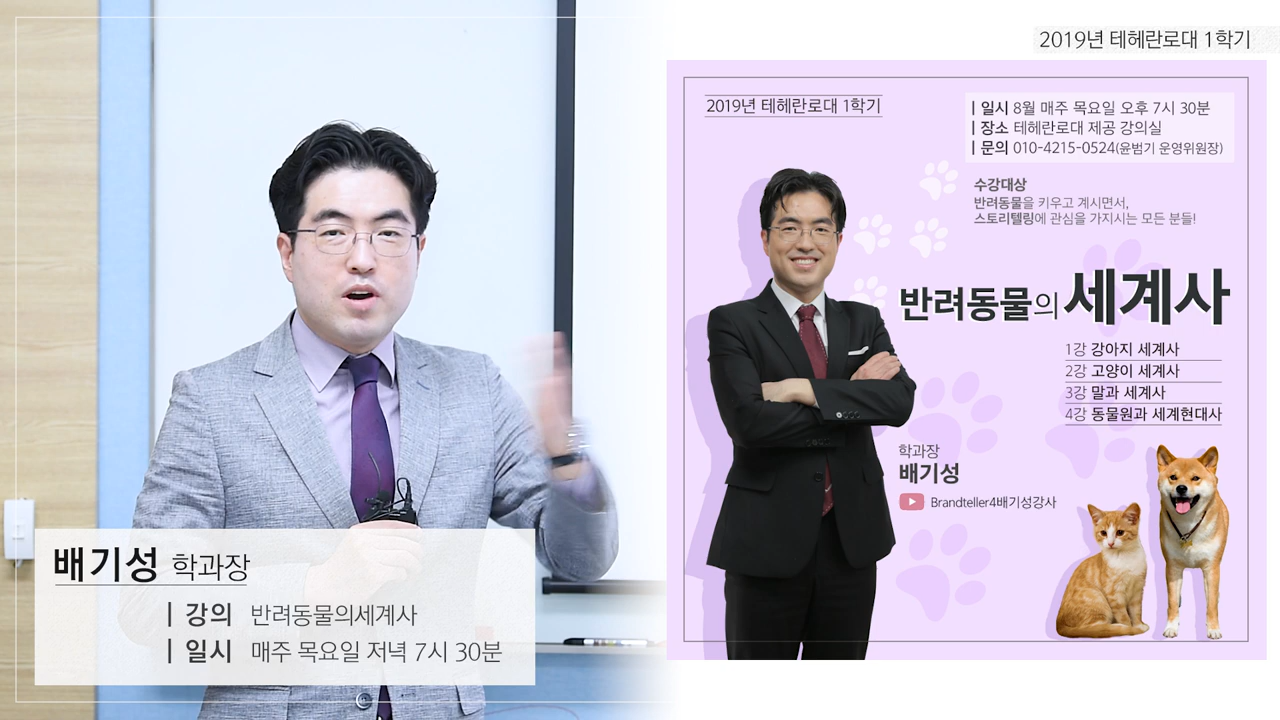 배기성 학과장
| 강의 반려동물의세계사
| 일시 매주 목요일 저녁 7시 30분
2019년 테헤란로대 1학기
2019년 테헤란로대 1학기
| 일시 8월 매주 목요일 오후 7시 30분
| 장소 테헤란로대 제공 강의실
| 문의 010-4215-0524(윤범기 운영위원장)
수강대상
반려동물을 키우고 계시면서,
스토리텔링에 관심을 가지시는 모든 분들!
반려동물의 세계사
1강 강아지 세계사
2강 고양이 세계사
3강 말과 세계사
4강 동물원과 세계현대사
학과장
배기성
Brandteller4배기성강사